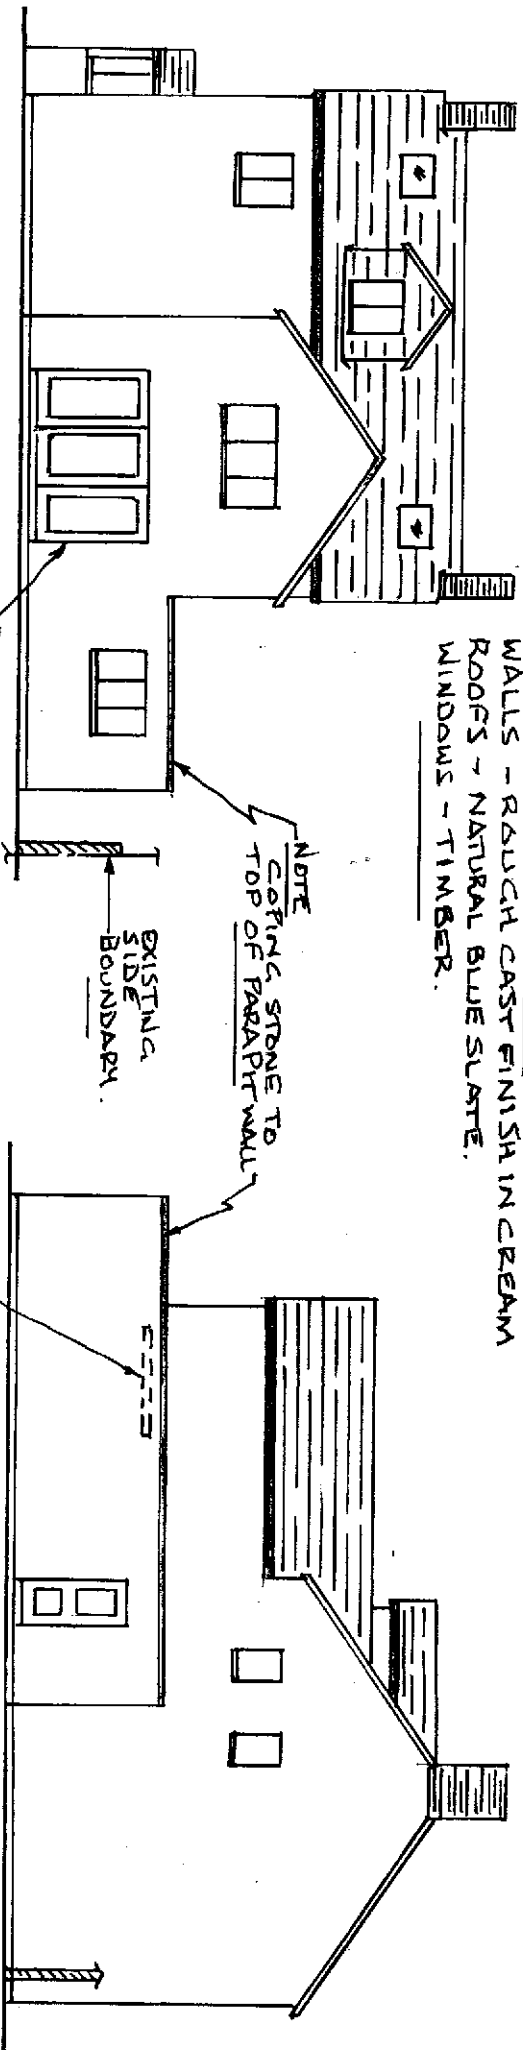 WALLS - ROUGH CAST FINISH IN CREAM
ROOFS - NATURAL BLUE SLATE.
WINDOWS - TIMBER.
NOTE
COPING STONE TO
TOP OF PARAPIT WALL
EXISTING
SIDE
BOUNDARY.